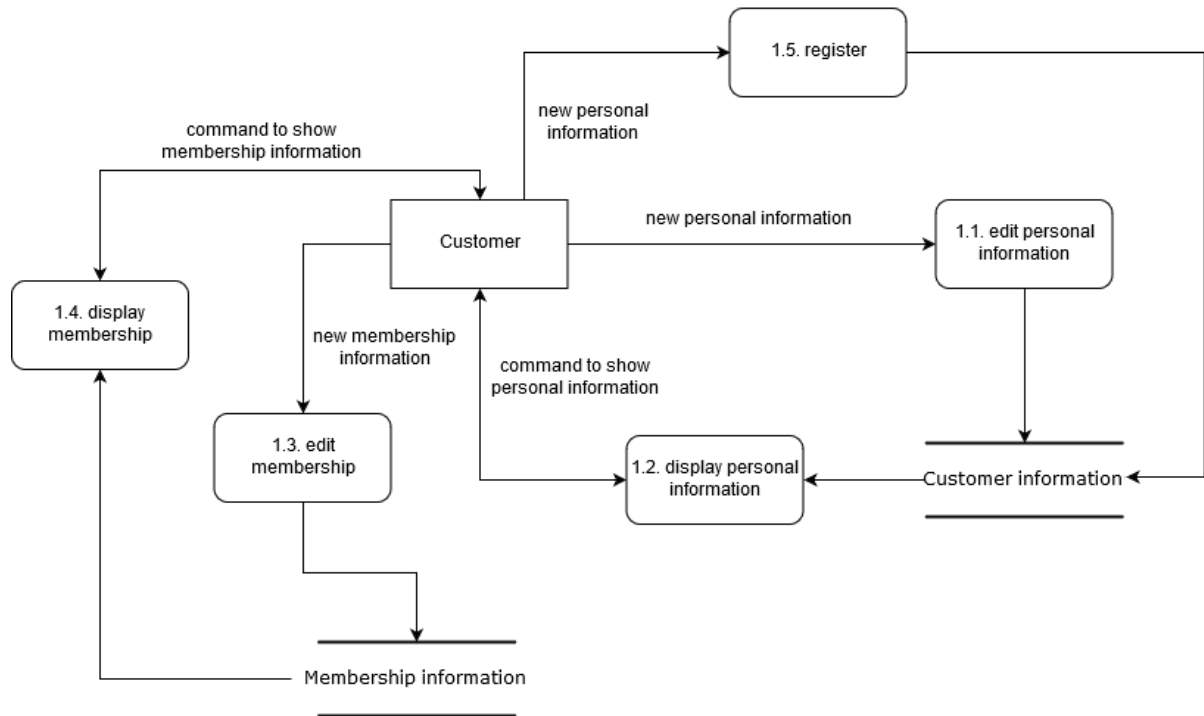 1.5. register
new personal
information
command to show
membership information
Customer
new personal information
1.1. edit personal
information
1.4. display
membership
new membership
information
command to show
personal information
1.3. edit
membership
1.2. display personal
information
Customer information
Membership information